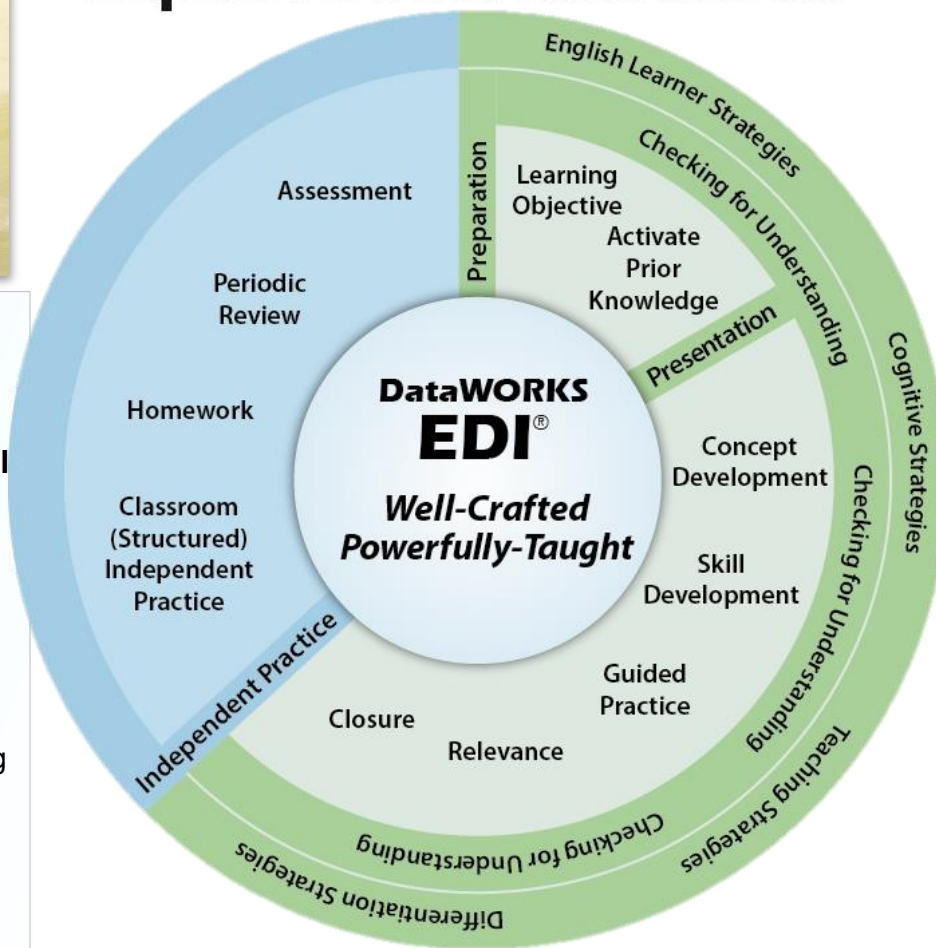 English Learner Strategies
Checking for Understanding
Preparation
Learning
Objective
Activate
Prior
Knowledge
Presentation
Cognitive Strategies
Concept
Development
Checking for Understanding
Skill
Development
Guided
Practice
Teaching Strategies
Relevance
Closure
Checking for Understanding
Differentiation Strategies
Independent Practice
Classroom
(Structured)
Independent
Practice
Homework
Periodic
Review
Assessment
DataWORKS
EDI®
Well-Crafted
Powerfully-Taught